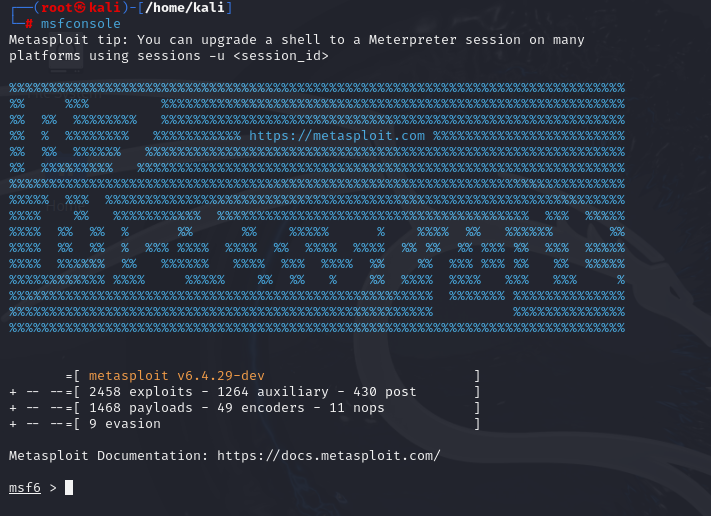 ┌──(root㉿kali)-[/home/kali]
└─# msfconsole
Metasploit tip: You can upgrade a shell to a Meterpreter session on many
platforms using sessions -u <session_id>
https://metasploit.com
=[ metasploit v6.4.29-dev ]
+ -- --=[ 2458 exploits - 1264 auxiliary - 430 post ]
+ -- --=[ 1468 payloads - 49 encoders - 11 nops ]
+ -- --=[ 9 evasion ]
Metasploit Documentation: https://docs.metasploit.com/
msf6 >